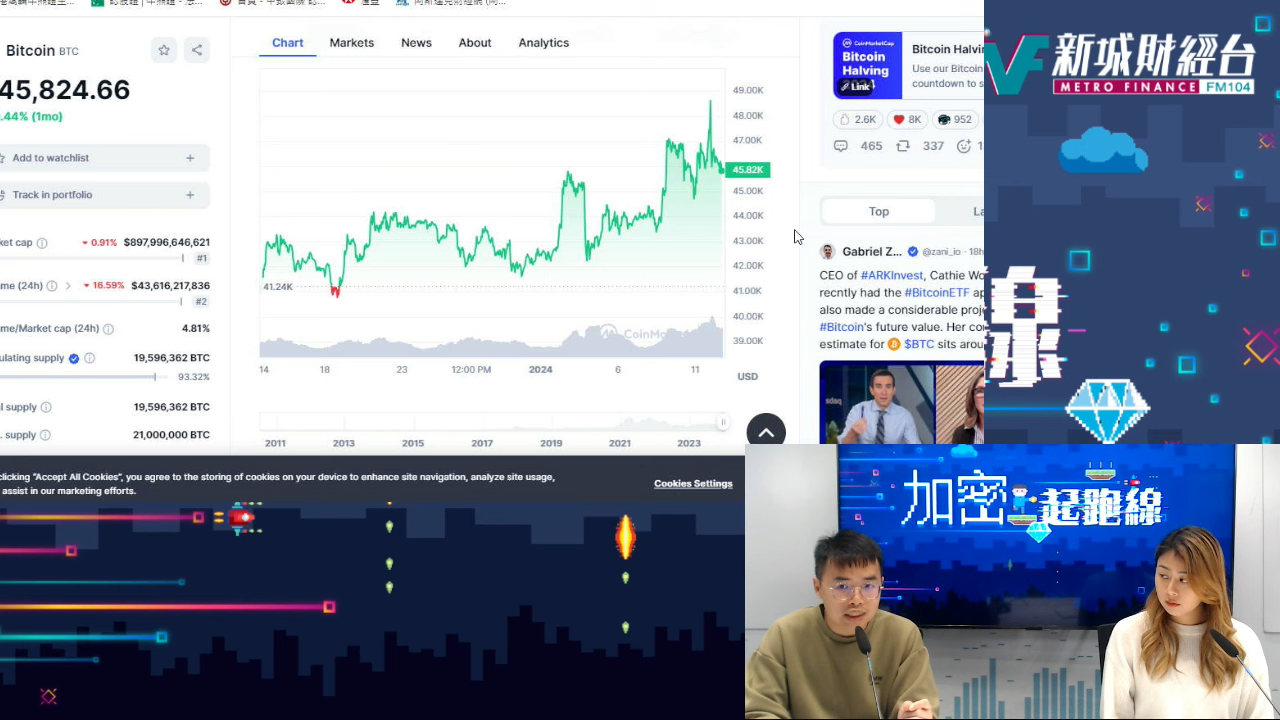 Bitcoin BTC
45,824.66
.44% (1mo)
Add to watchlist
Track in portfolio
ket cap
0.91% $897,996,646,621
#1
me (24h)
16.59% $43,616,217,836
#2
me/Market cap (24h)
4.81%
ulating supply
19,596,362 BTC
93.32%
l supply
19,596,362 BTC
. supply
21,000,000 BTC
Chart Markets News About Analytics
49.00K
48.00K
47.00K
45.82K
45.00K
44.00K
43.00K
42.00K
41.00K
40.00K
39.00K
41.24K
CoinMark
14 18 23 12:00 PM 2024 6 11 USD
2011 2013 2015 2017 2019 2021 2023
CoinMarketCap
Bitcoin
Halving
Link
Bitcoin Halvin
Use our Bitcoin
countdown to s
2.6K 8K 952
465 337 1
Top La
Gabriel Z... @zani_io · 18h
CEO of #ARKInvest, Cathie Wo
recently had the #BitcoinETF ap
also made a considerable proje
#Bitcoin's future value. Her co
estimate for $BTC sits arou
sdaq
clicking “Accept All Cookies”, you agree to the storing of cookies on your device to enhance site navigation, analyze site usage,
assist in our marketing efforts.
Cookies Settings
新城財經台
METRO FINANCE FM104
加密
起跑線